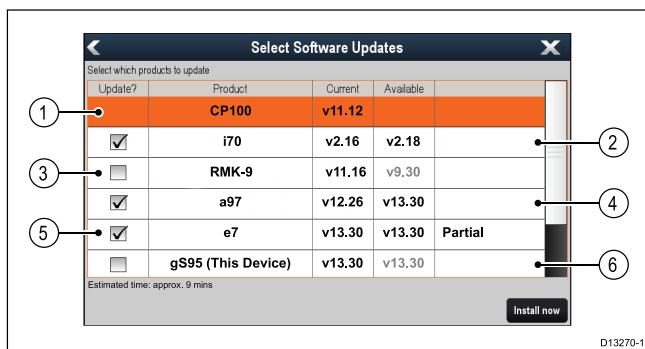 Select Software Updates
Select which products to update
Update? Product Current Available
1 CP100 v11.12
i70 v2.16 v2.18 2
3 RMK-9 v11.16 v9.30
a97 v12.26 v13.30 4
5 e7 v13.30 v13.30 Partial
gS95 (This Device) v13.30 v13.30 6
Estimated time: approx. 9 mins
Install now
D13270-1